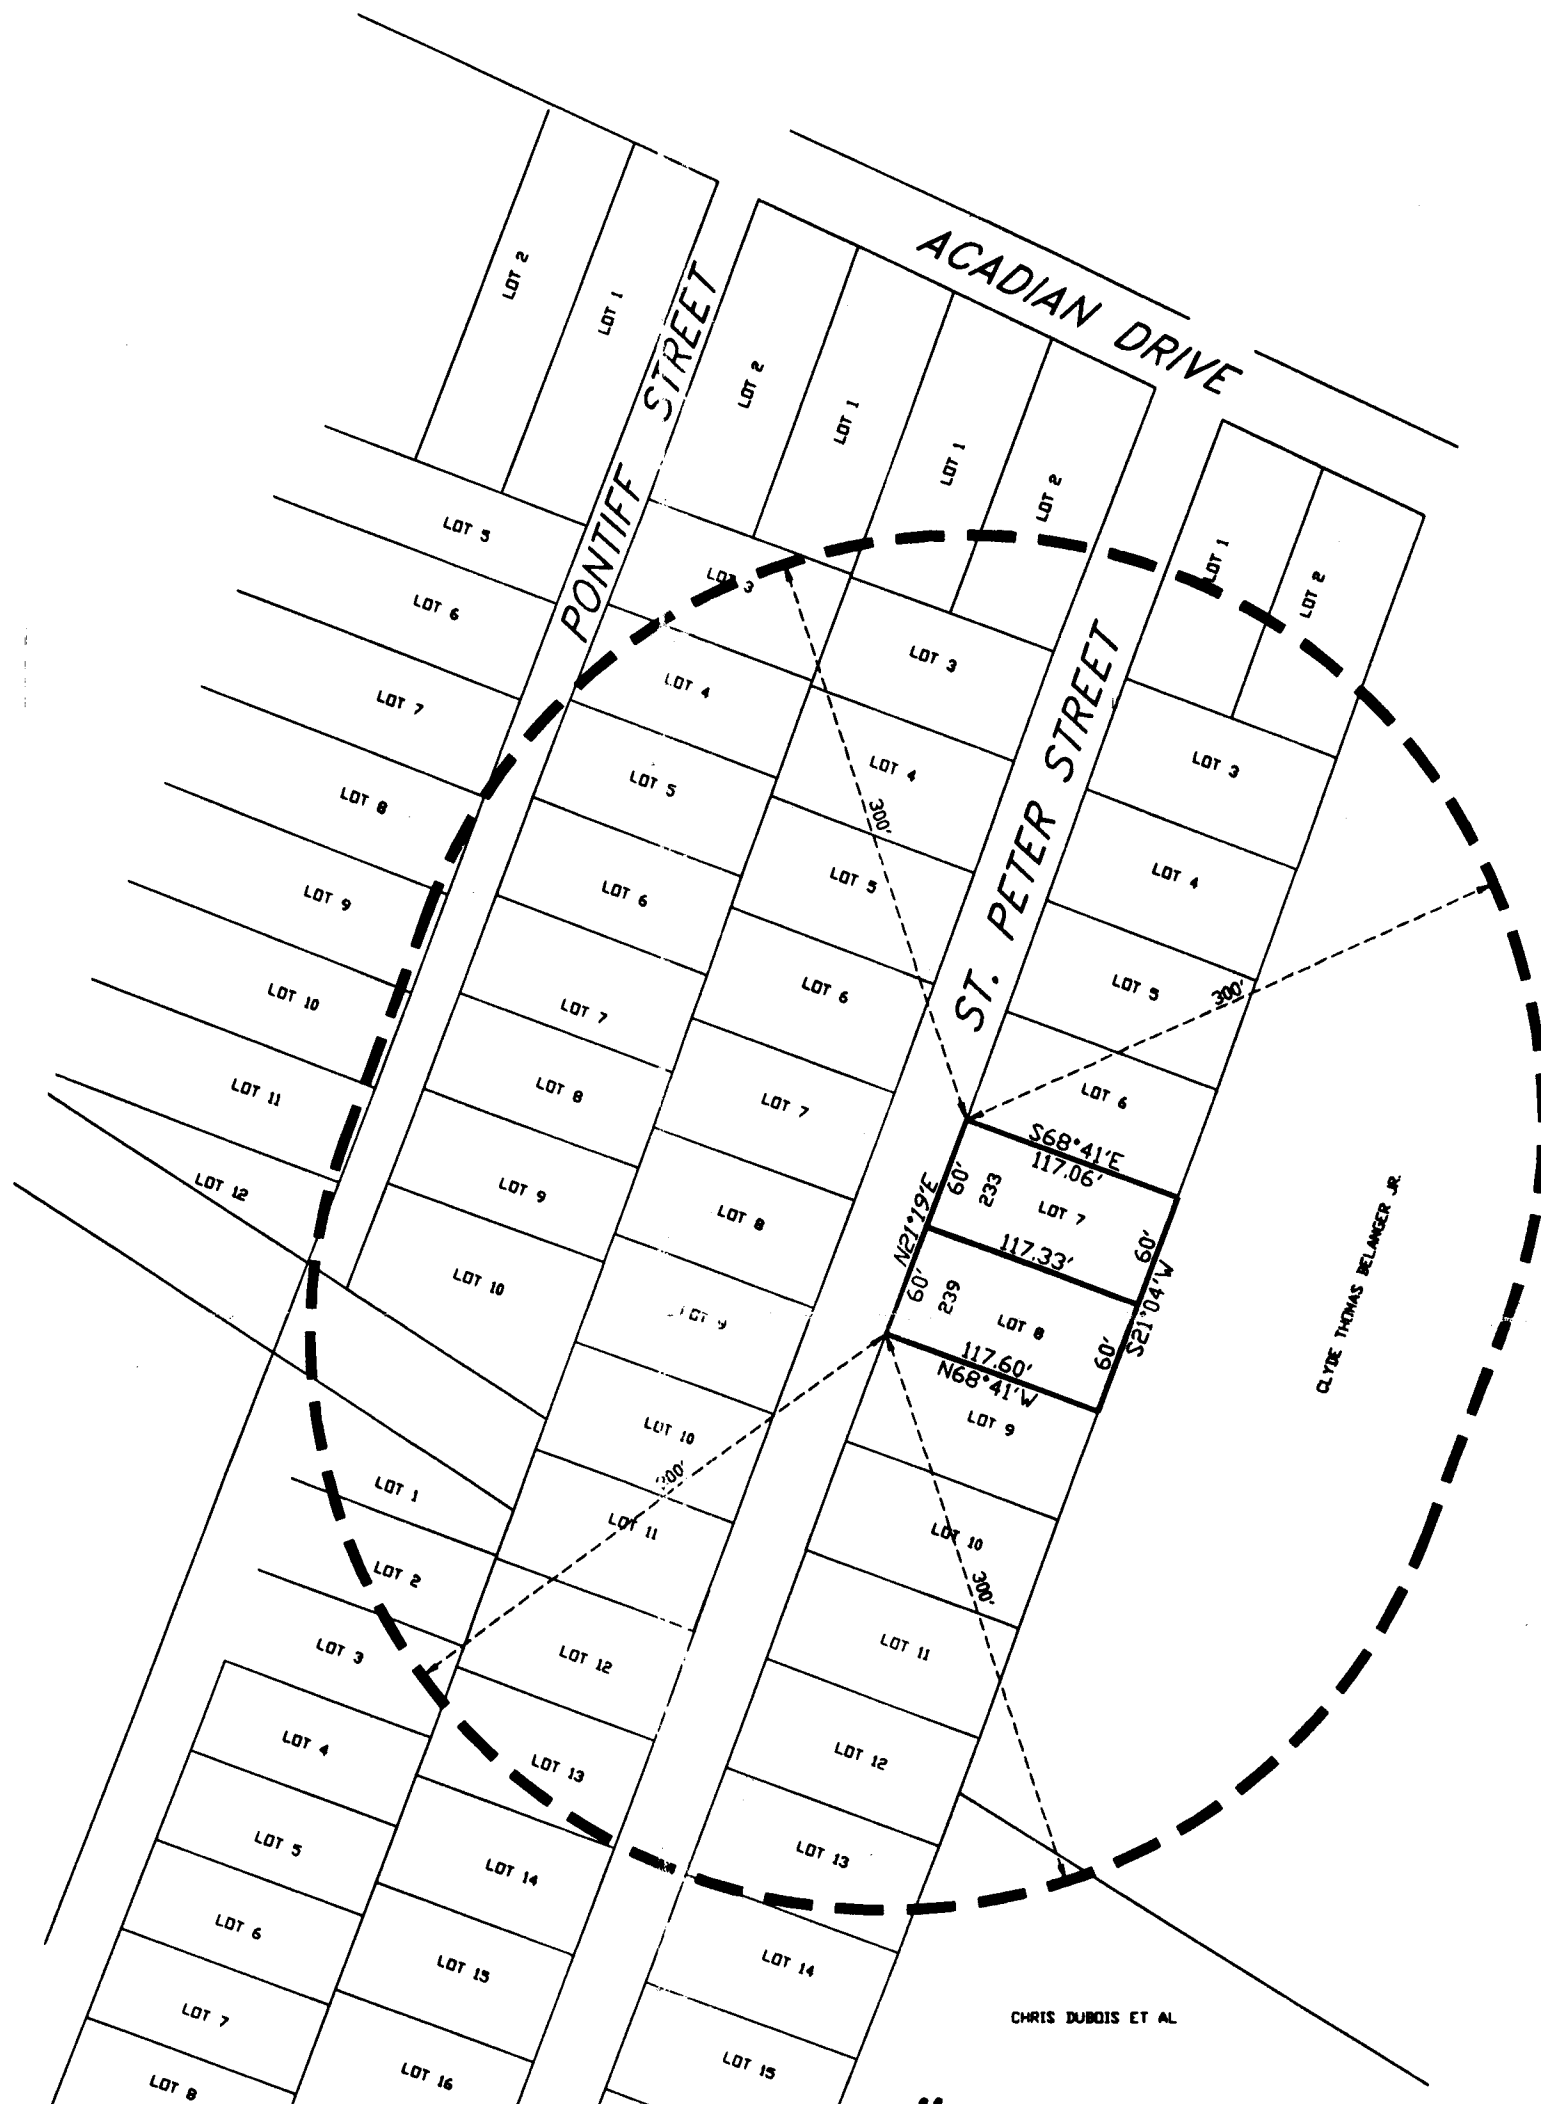 ACADIAN DRIVE
PONTIFF STREET
ST. PETER STREET
LOT 2
LOT 1
LOT 5
LOT 6
LOT 7
LOT 8
LOT 9
LOT 10
LOT 11
LOT 12
LOT 2
LOT 1
LOT 3
LOT 4
LOT 5
LOT 6
LOT 7
LOT 8
LOT 9
LOT 10
LOT 1
LOT 2
LOT 3
LOT 4
LOT 5
LOT 6
LOT 7
LOT 8
LOT 1
LOT 2
LOT 3
LOT 4
LOT 5
LOT 6
LOT 7
LOT 8
LOT 9
LOT 10
LOT 11
LOT 12
LOT 13
LOT 14
LOT 15
LOT 16
LOT 1
LOT 2
LOT 3
LOT 4
LOT 5
LOT 6
S68°41'E
117.06'
N21°19'E
60'
233
LOT 7
60'
117.33'
60'
239
LOT 8
60'
S21°04'W
117.60'
N68°41'W
LOT 9
LOT 10
LOT 11
LOT 12
LOT 13
LOT 14
LOT 15
300'
300'
300'
CLYDE THOMAS BELANGER JR.
CHRIS DUBOIS ET AL